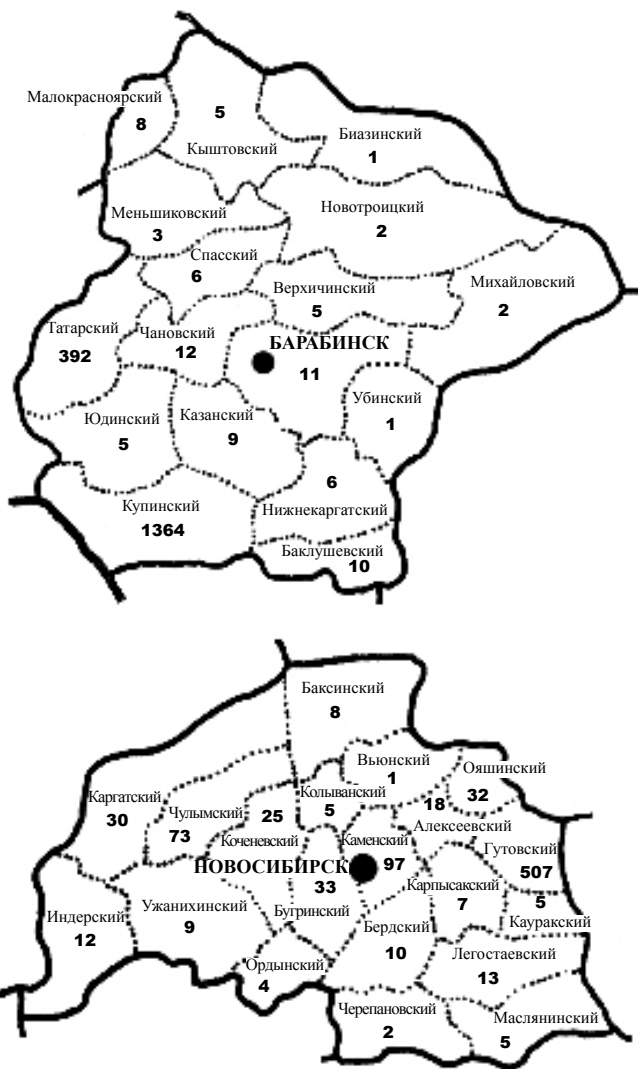 Малокрасноярский
8
5
Кыштовский
Биазинский
1
Меньшиковский
3
Новотроицкий
2
Спасский
6
Верхичинский
5
Михайловский
2
Татарский
392
Чановский
12
БАРАБИНСК
11
Убинский
1
Юдинский
5
Казанский
9
6
Нижнекаргатский
Купинский
1364
Баклушевский
10
Баксинский
8
Вьюнский
1
Ояшинский
32
Каргатский
30
Чулымский
73
25
Коченевский
Колыванский
5
18
Алексеевский
Каменский
97
Гутовский
507
НОВОСИБИРСК
33
Бугринский
Карпысакский
7
5
Кауракский
Индерский
12
Ужанихинский
9
Бердский
10
Легостаевский
13
Ордынский
4
Черепановский
2
Маслянинский
5